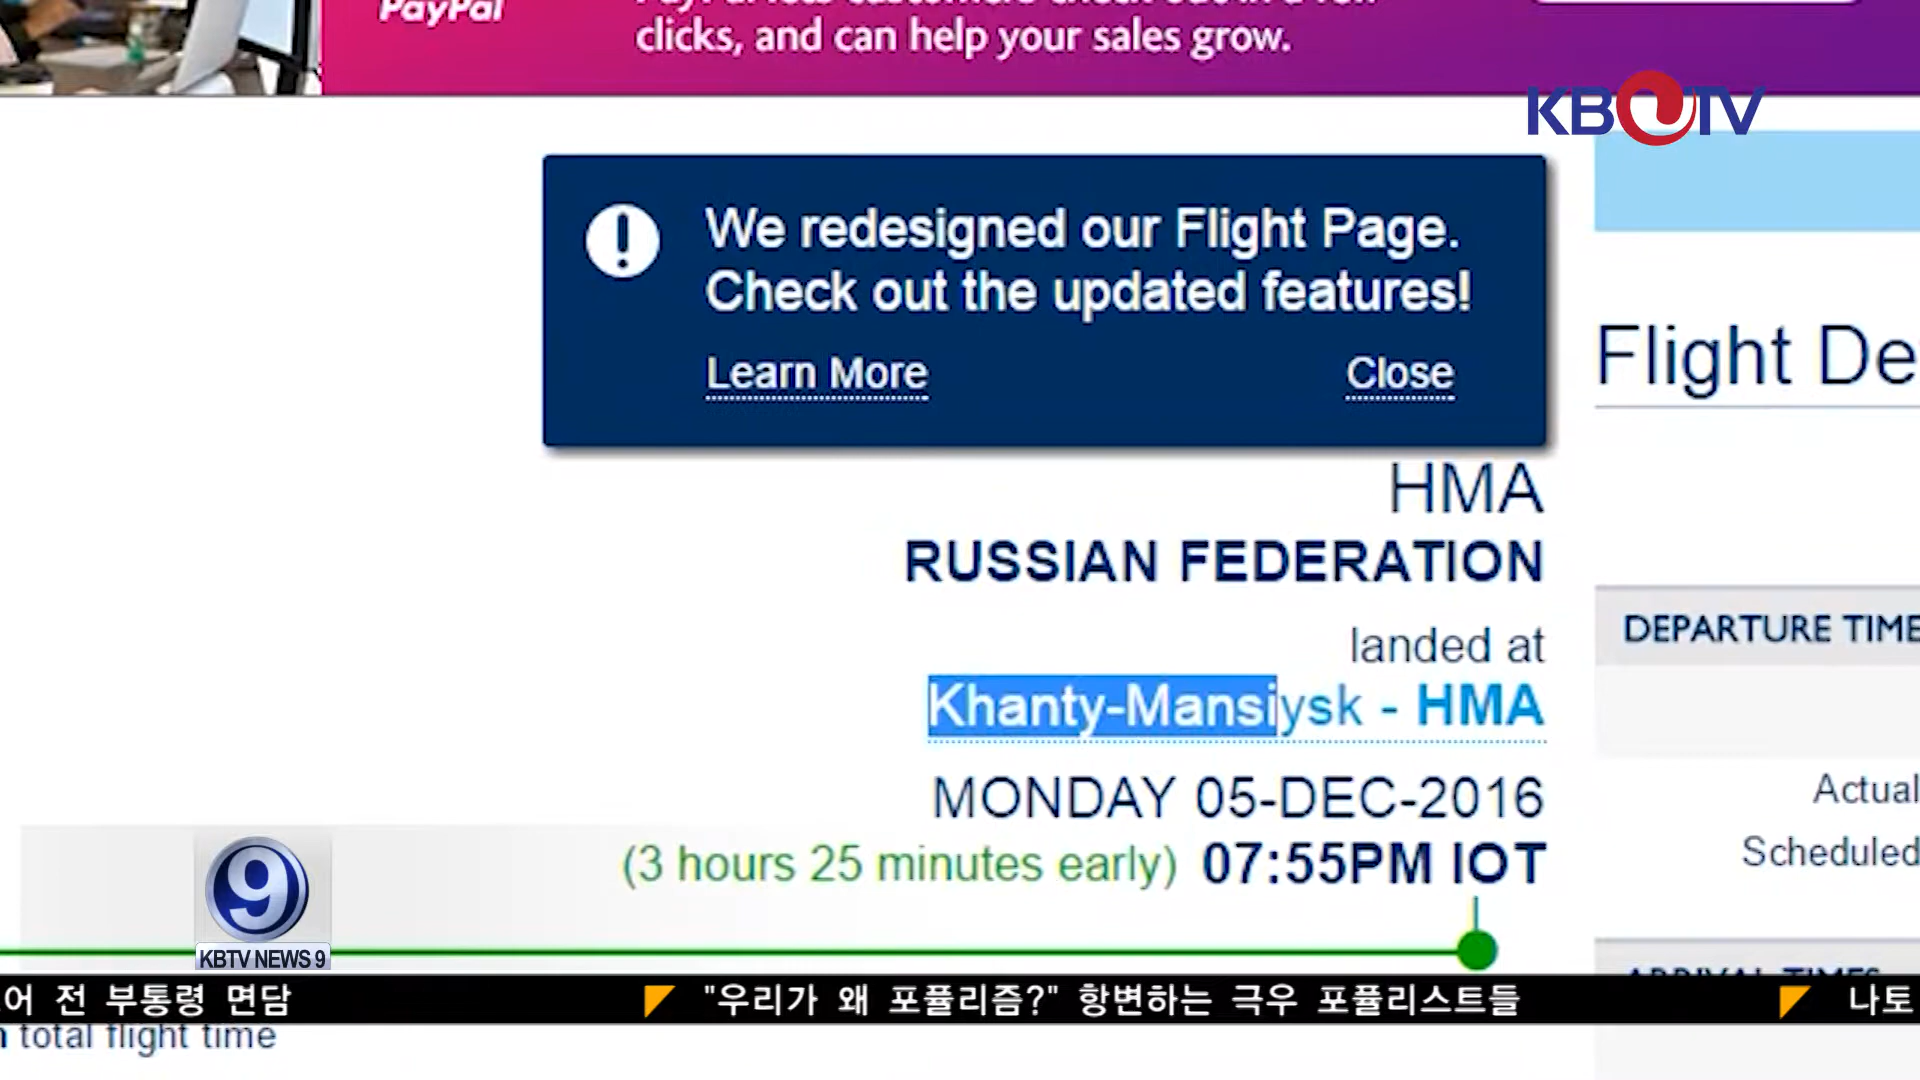 PayPal
clicks, and can help your sales grow.
KBTV
We redesigned our Flight Page.
Check out the updated features!
Learn More
Close
Flight De
HMA
RUSSIAN FEDERATION
landed at
Khanty-Mansiysk - HMA
MONDAY 05-DEC-2016
(3 hours 25 minutes early) 07:55PM IOT
DEPARTURE TIME
Actual
Scheduled
ARRIVAL TIMES
9
KBTV NEWS 9
어 전 부통령 면담
"우리가 왜 포퓰리즘?" 항변하는 극우 포퓰리스트들
나토
total flight time